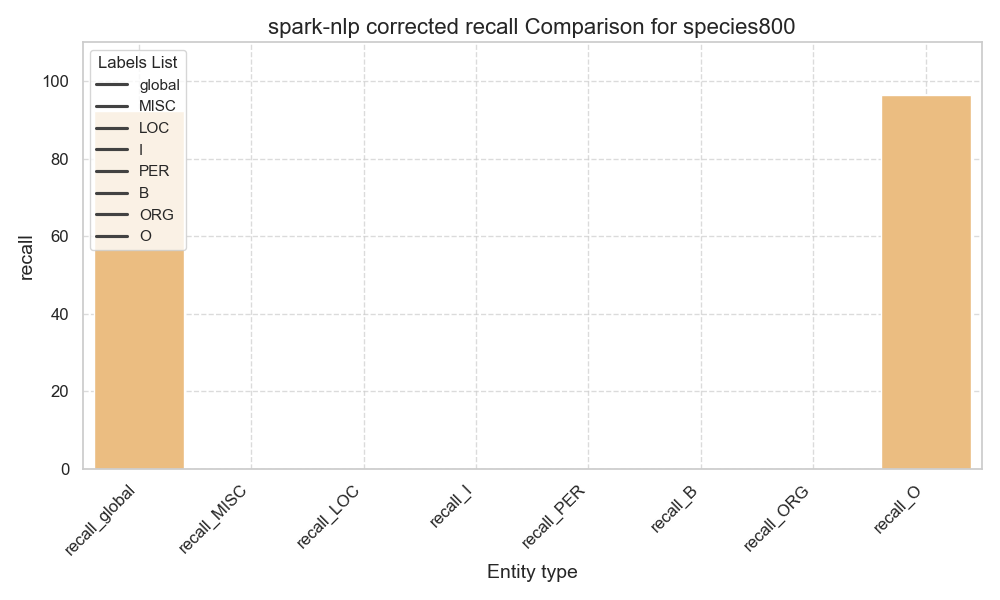 spark-nlp corrected recall Comparison for species800
Labels List
global
MISC
LOC
I
PER
B
ORG
O
recall
100
80
60
40
20
0
recall_global
recall_MISC
recall_LOC
recall_I
recall_PER
recall_B
recall_ORG
recall_O
Entity type